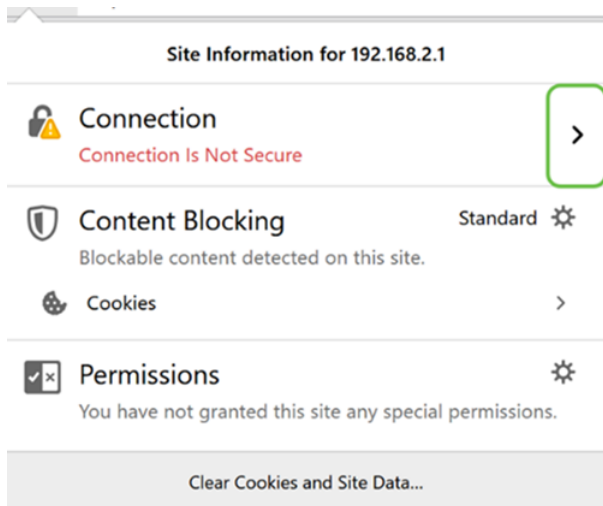 Site Information for 192.168.2.1
Connection
Connection Is Not Secure
Content Blocking
Standard
Blockable content detected on this site.
Cookies
Permissions
You have not granted this site any special permissions.
Clear Cookies and Site Data...